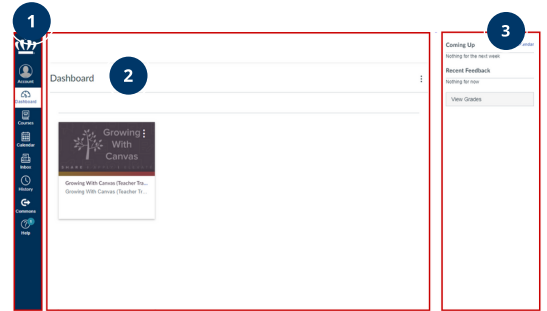 1
Account
Dashboard
Courses
Calendar
Inbox
History
Commons
Help
Dashboard
2
Growing
With
Canvas
Growing With Canvas (Teacher Tra...
Growing With Canvas (Teacher Tr...
3
Coming Up
Nothing for the next week
Recent Feedback
Nothing for now
View Grades